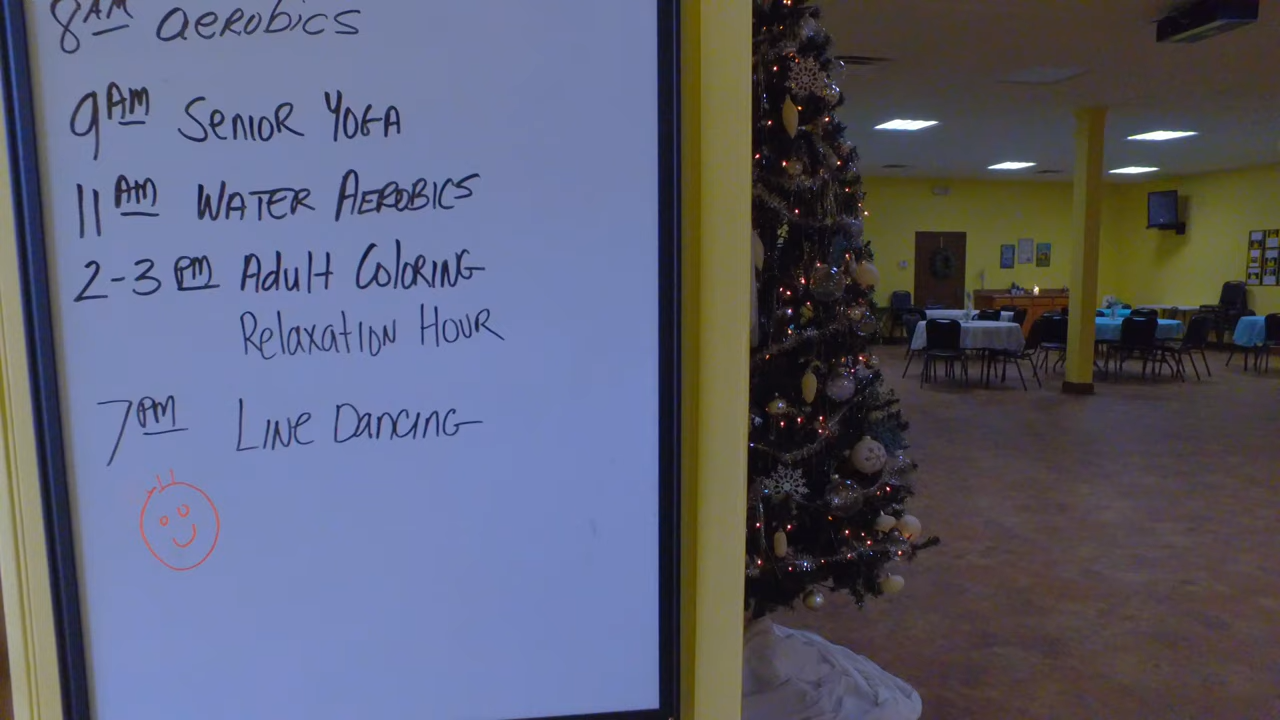 8AM aerobics
9AM Senior Yoga
11AM Water Aerobics
2-3 PM Adult Coloring
Relaxation Hour
7PM Line Dancing